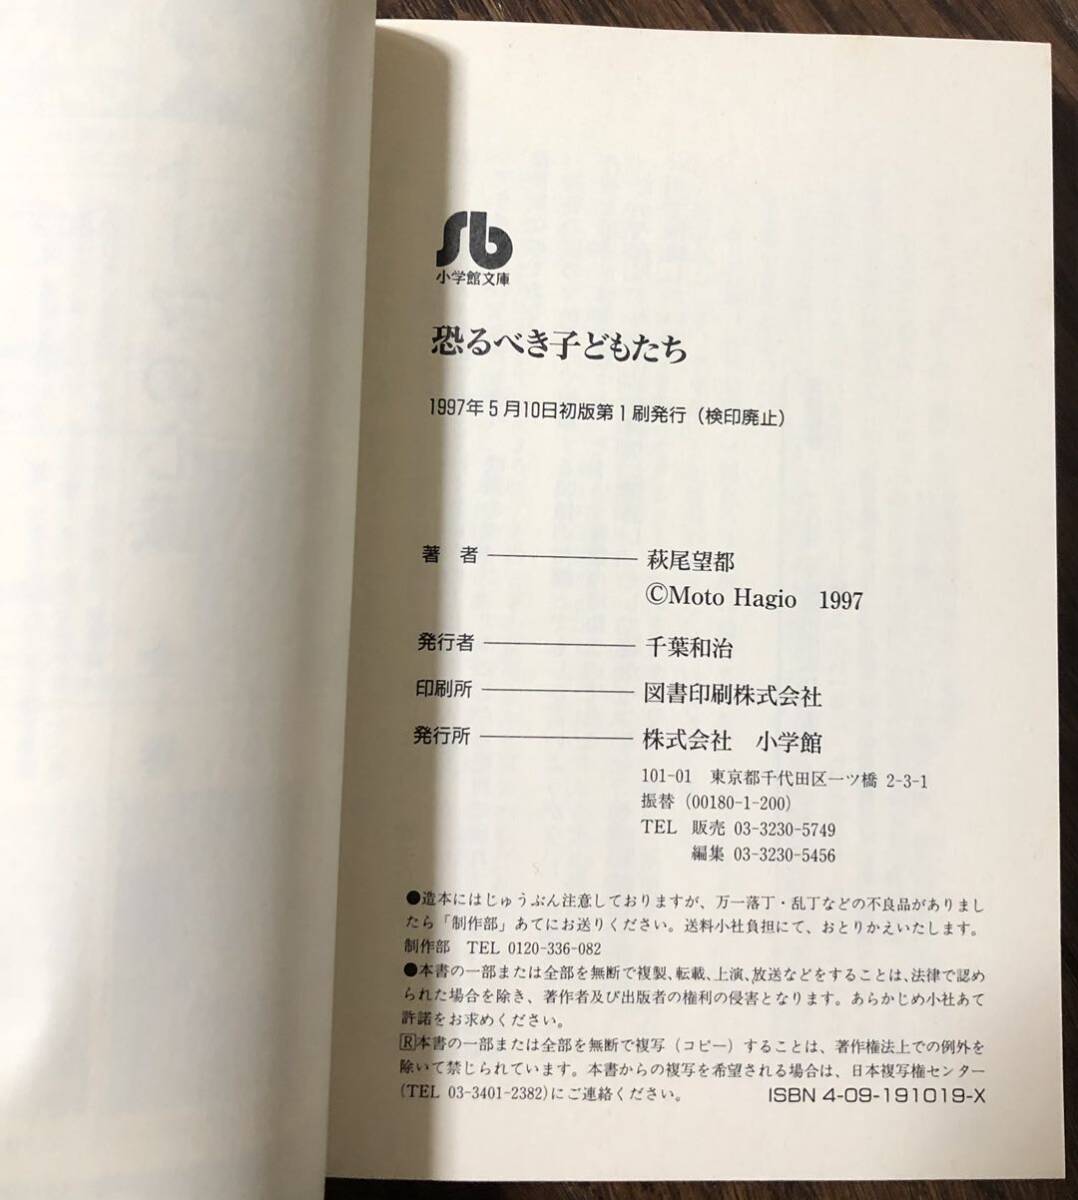 sb
小学館文庫
恐るべき子どもたち
1997年5月10日初版第1刷発行（検印廃止）
著 者 ―――― 萩尾望都
©Moto Hagio 1997
発行者 ―――― 千葉和治
印刷所 ―――― 図書印刷株式会社
発行所 ―――― 株式会社 小学館
101-01 東京都千代田区一ツ橋 2-3-1
振替（00180-1-200）
TEL 販売 03-3230-5749
編集 03-3230-5456
●造本にはじゅうぶん注意しておりますが、万一落丁・乱丁などの不良品がありまし
たら「制作部」あてにお送りください。送料小社負担にて、おとりかえいたします。
制作部 TEL 0120-336-082
●本書の一部または全部を無断で複製、転載、上演、放送などをすることは、法律で認め
られた場合を除き、著作者及び出版者の権利の侵害となります。あらかじめ小社あて
許諾をお求めください。
Ⓡ本書の一部または全部を無断で複写（コピー）することは、著作権法上での例外を
除いて禁じられています。本書からの複写を希望される場合は、日本複写権センター
(TEL 03-3401-2382)にご連絡ください。
ISBN 4-09-191019-X